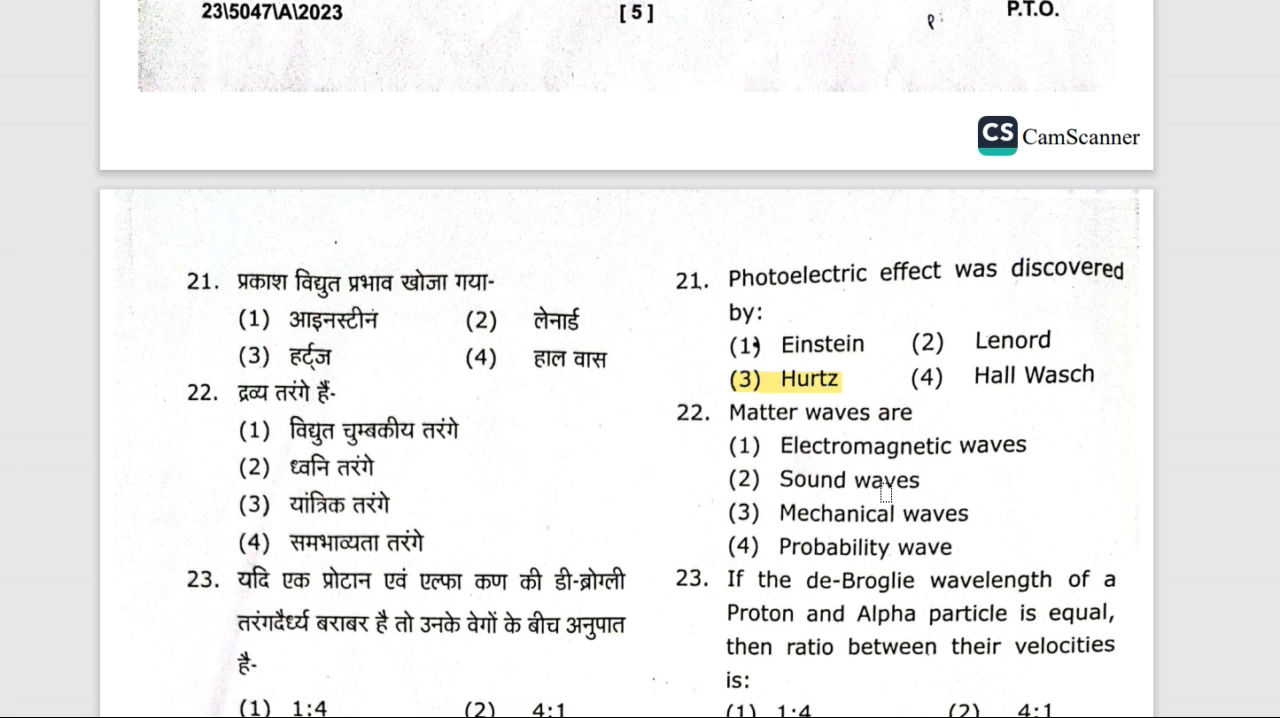 23\5047\A\2023 [ 5 ] P.T.O.
CS CamScanner
21. प्रकाश विद्युत प्रभाव खोजा गया-
(1) आइनस्टीन (2) लेनार्ड
(3) हर्ट्ज (4) हाल वास
22. द्रव्य तरंगे हैं-
(1) विद्युत चुम्बकीय तरंगे
(2) ध्वनि तरंगे
(3) यांत्रिक तरंगे
(4) समभाव्यता तरंगे
23. यदि एक प्रोटान एवं एल्फा कण की डी-ब्रोग्ली
तरंगदैर्ध्य बराबर है तो उनके वेगों के बीच अनुपात
है-
(1) 1:4 (2) 4:1
21. Photoelectric effect was discovered
by:
(1) Einstein (2) Lenord
(3) Hurtz (4) Hall Wasch
22. Matter waves are
(1) Electromagnetic waves
(2) Sound waves
(3) Mechanical waves
(4) Probability wave
23. If the de-Broglie wavelength of a
Proton and Alpha particle is equal,
then ratio between their velocities
is:
(1) 1:4 (2) 4:1